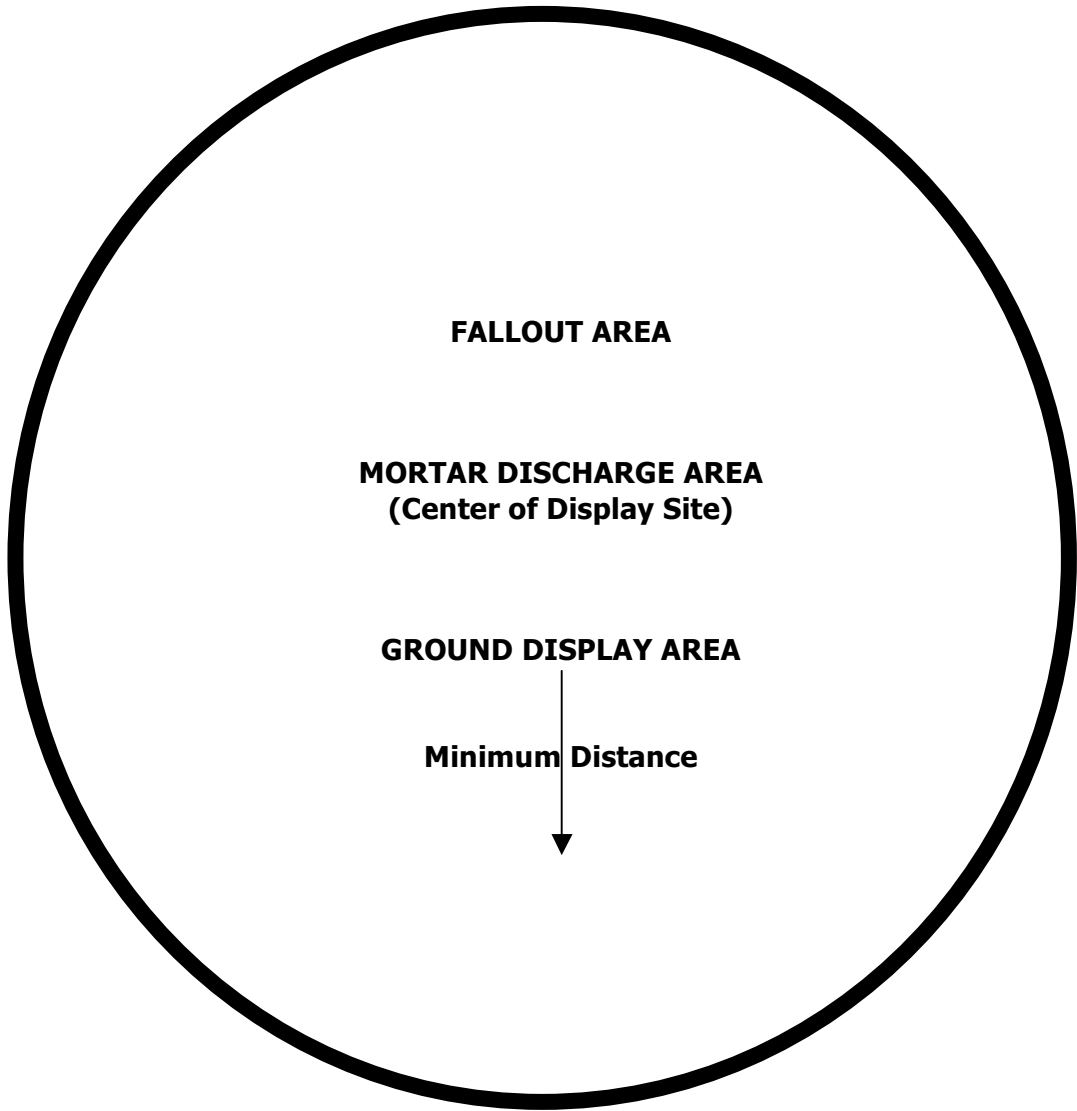 FALLOUT AREA
MORTAR DISCHARGE AREA
(Center of Display Site)
GROUND DISPLAY AREA
Minimum Distance